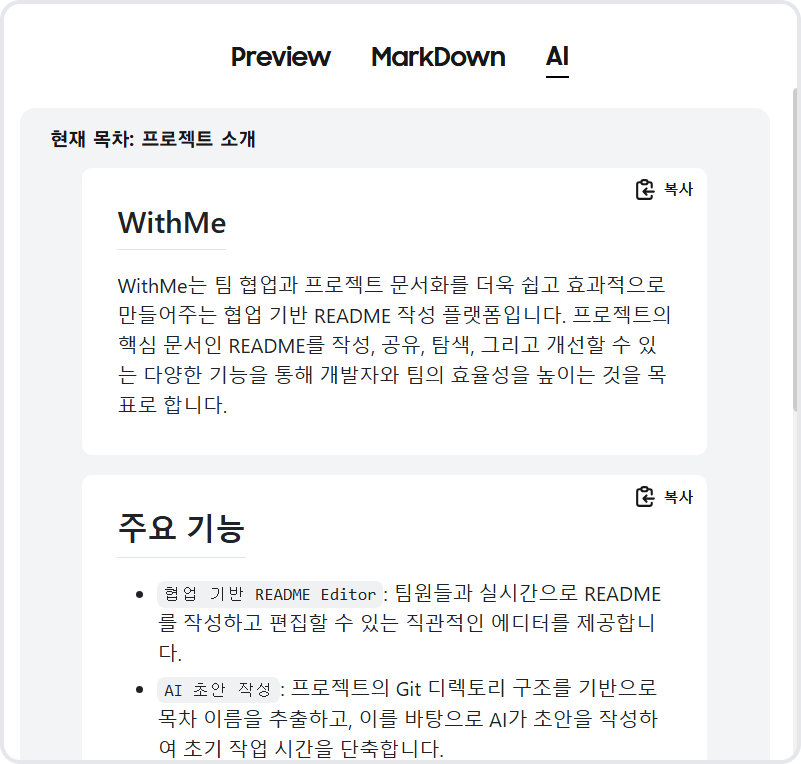 Preview MarkDown AI
현재 목차: 프로젝트 소개
복사
WithMe
WithMe는 팀 협업과 프로젝트 문서화를 더욱 쉽고 효과적으로
만들어주는 협업 기반 README 작성 플랫폼입니다. 프로젝트의
핵심 문서인 README를 작성, 공유, 탐색, 그리고 개선할 수 있
는 다양한 기능을 통해 개발자와 팀의 효율성을 높이는 것을 목
표로 합니다.
복사
주요 기능
협업 기반 README Editor: 팀원들과 실시간으로 README
를 작성하고 편집할 수 있는 직관적인 에디터를 제공합니
다.
AI 초안 작성: 프로젝트의 Git 디렉토리 구조를 기반으로
목차 이름을 추출하고, 이를 바탕으로 AI가 초안을 작성하
여 초기 작업 시간을 단축합니다.